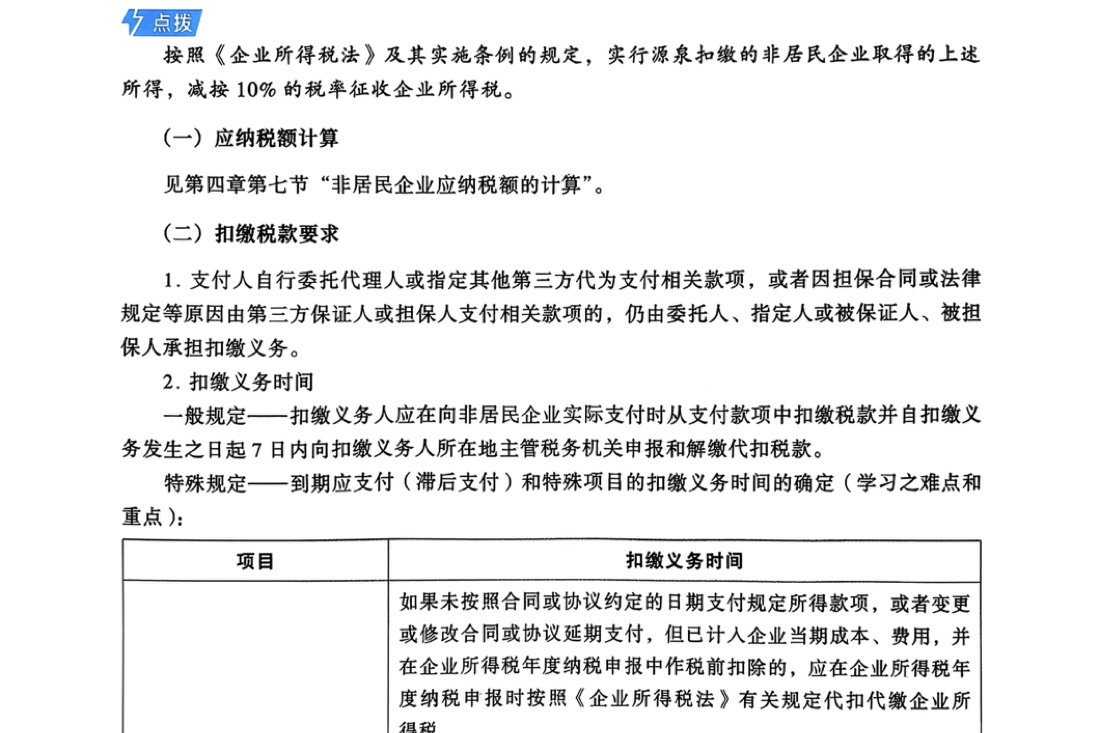 点拨
按照《企业所得税法》及其实施条例的规定，实行源泉扣缴的非居民企业取得的上述
所得，减按 10% 的税率征收企业所得税。
（一）应纳税额计算
见第四章第七节“非居民企业应纳税额的计算”。
（二）扣缴税款要求
1. 支付人自行委托代理人或指定其他第三方代为支付相关款项，或者因担保合同或法律
规定等原因由第三方保证人或担保人支付相关款项的，仍由委托人、指定人或被保证人、被担
保人承担扣缴义务。
2. 扣缴义务时间
一般规定——扣缴义务人应在向非居民企业实际支付时从支付款项中扣缴税款并自扣缴义
务发生之日起 7 日内向扣缴义务人所在地主管税务机关申报和解缴代扣税款。
特殊规定——到期应支付（滞后支付）和特殊项目的扣缴义务时间的确定（学习之难点和
重点）：
项目 扣缴义务时间
如果未按照合同或协议约定的日期支付规定所得款项，或者变更
或修改合同或协议延期支付，但已计人企业当期成本、费用，并
在企业所得税年度纳税申报中作税前扣除的，应在企业所得税年
度纳税申报时按照《企业所得税法》有关规定代扣代缴企业所
得税